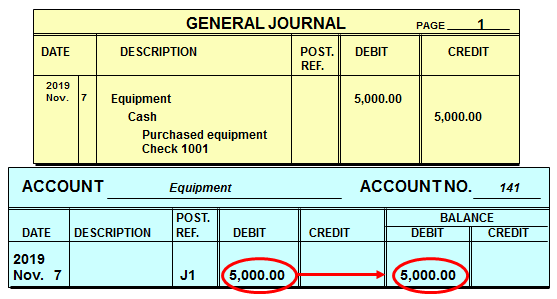 GENERAL JOURNAL PAGE 1
DATE DESCRIPTION POST. REF. DEBIT CREDIT
2019
Nov. 7 Equipment 5,000.00
Cash 5,000.00
Purchased equipment
Check 1001
ACCOUNT Equipment ACCOUNT NO. 141
BALANCE
DATE DESCRIPTION POST. REF. DEBIT CREDIT DEBIT CREDIT
2019
Nov. 7 J1 5,000.00 5,000.00